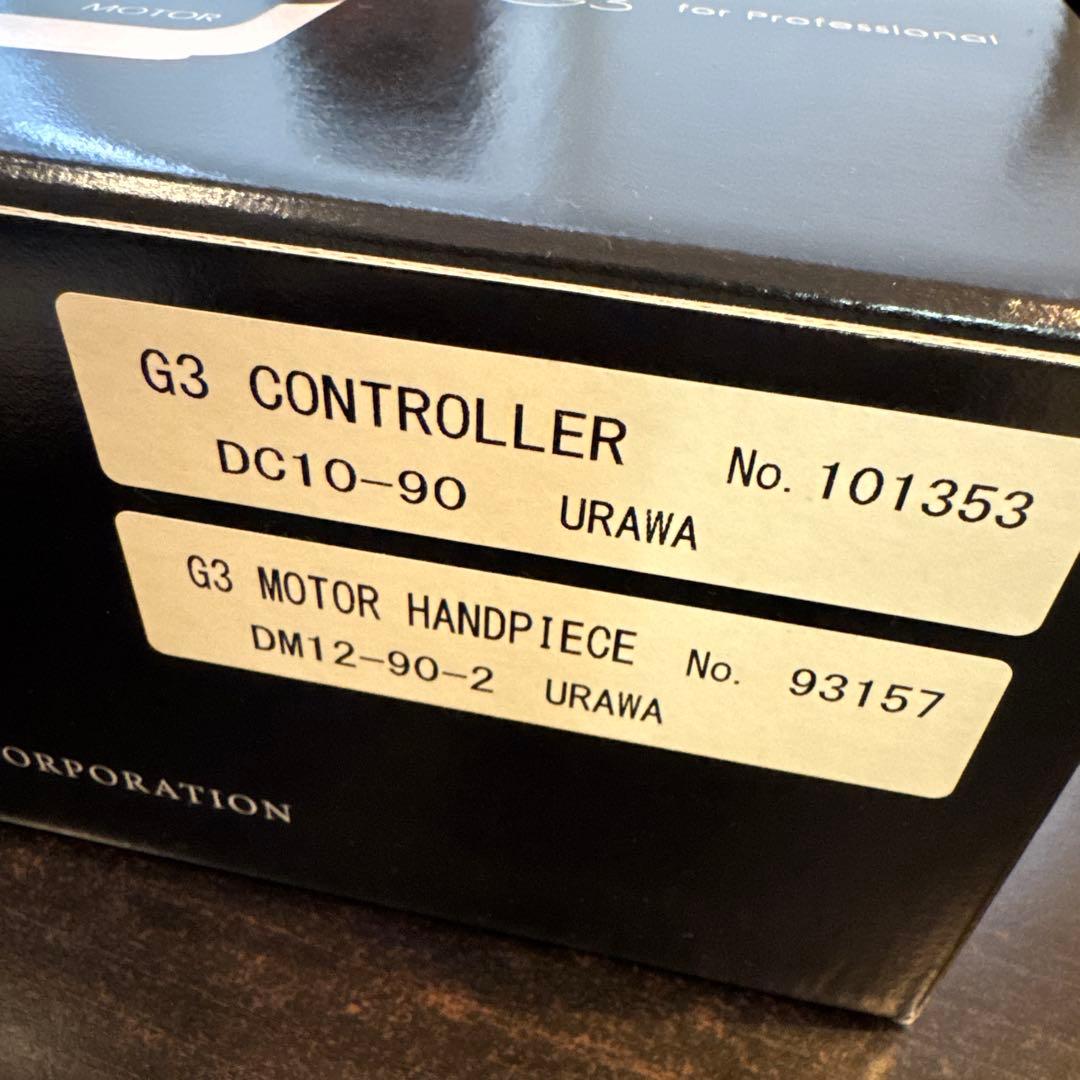 MOTOR
G3 for Professional
G3 CONTROLLER
DC10-90 URAWA No. 101353
G3 MOTOR HANDPIECE
DM12-90-2 URAWA No. 93157
ORPORATION